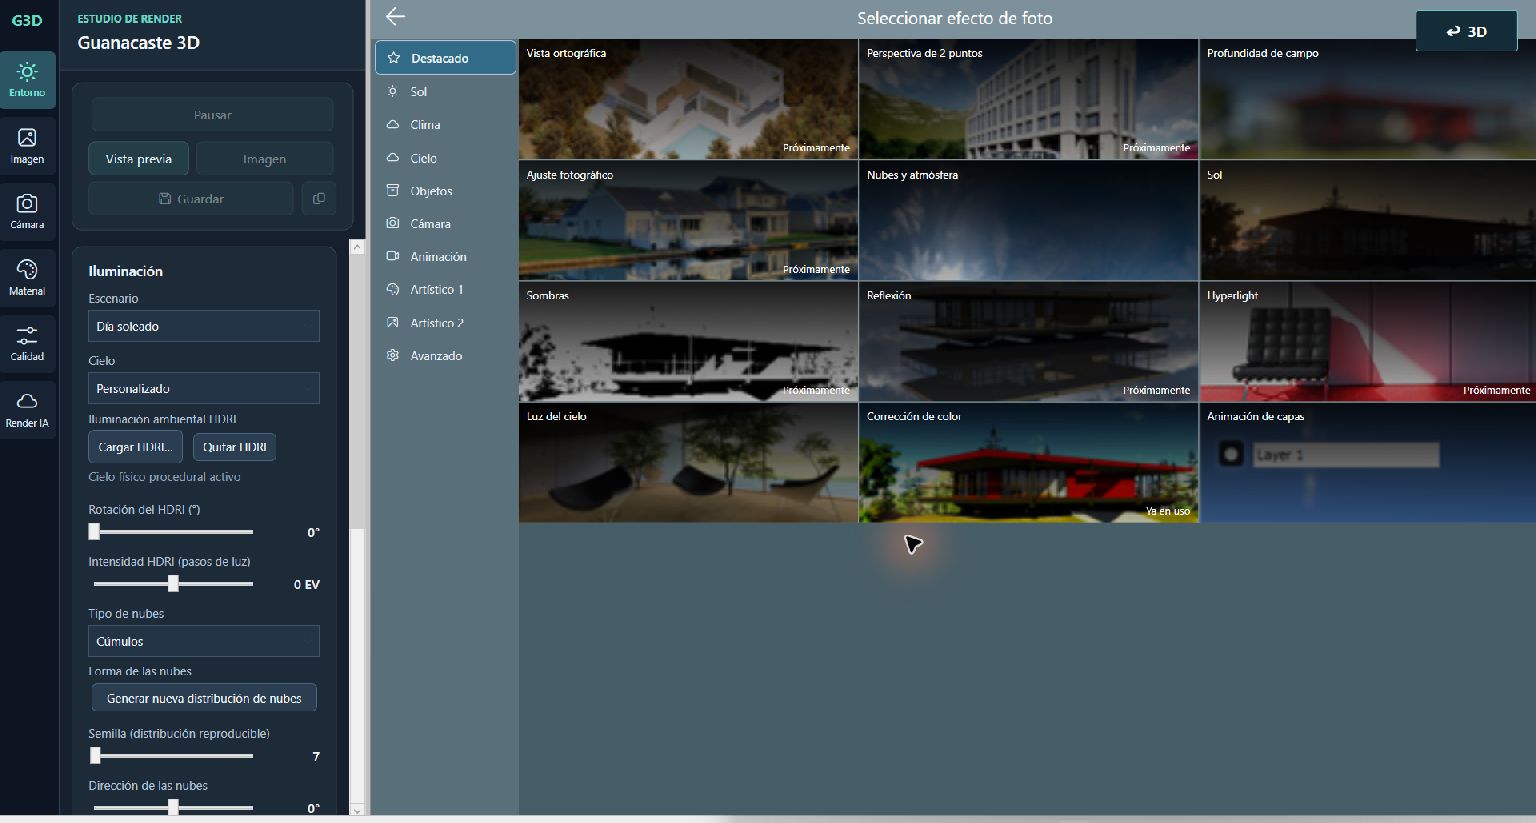 G3D
ESTUDIO DE RENDER
Guanacaste 3D
Entorno
Imagen
Cámara
Material
Calidad
Render IA
Pausar
Vista previa
Imagen
Guardar
Iluminación
Escenario
Día soleado
Cielo
Personalizado
Iluminación ambiental HDRI
Cargar HDRI...
Quitar HDRI
Cielo físico procedural activo
Rotación del HDRI (°)
0°
Intensidad HDRI (pasos de luz)
0 EV
Tipo de nubes
Cúmulos
Forma de las nubes
Generar nueva distribución de nubes
Semilla (distribución reproducible)
7
Dirección de las nubes
0°
Seleccionar efecto de foto
3D
Destacado
Sol
Clima
Cielo
Objetos
Cámara
Animación
Artístico 1
Artístico 2
Avanzado
Vista ortográfica
Próximamente
Perspectiva de 2 puntos
Próximamente
Profundidad de campo
Ajuste fotográfico
Próximamente
Nubes y atmósfera
Sol
Sombras
Próximamente
Reflexión
Próximamente
Hyperlight
Próximamente
Luz del cielo
Corrección de color
Ya en uso
Animación de capas
Layer 1